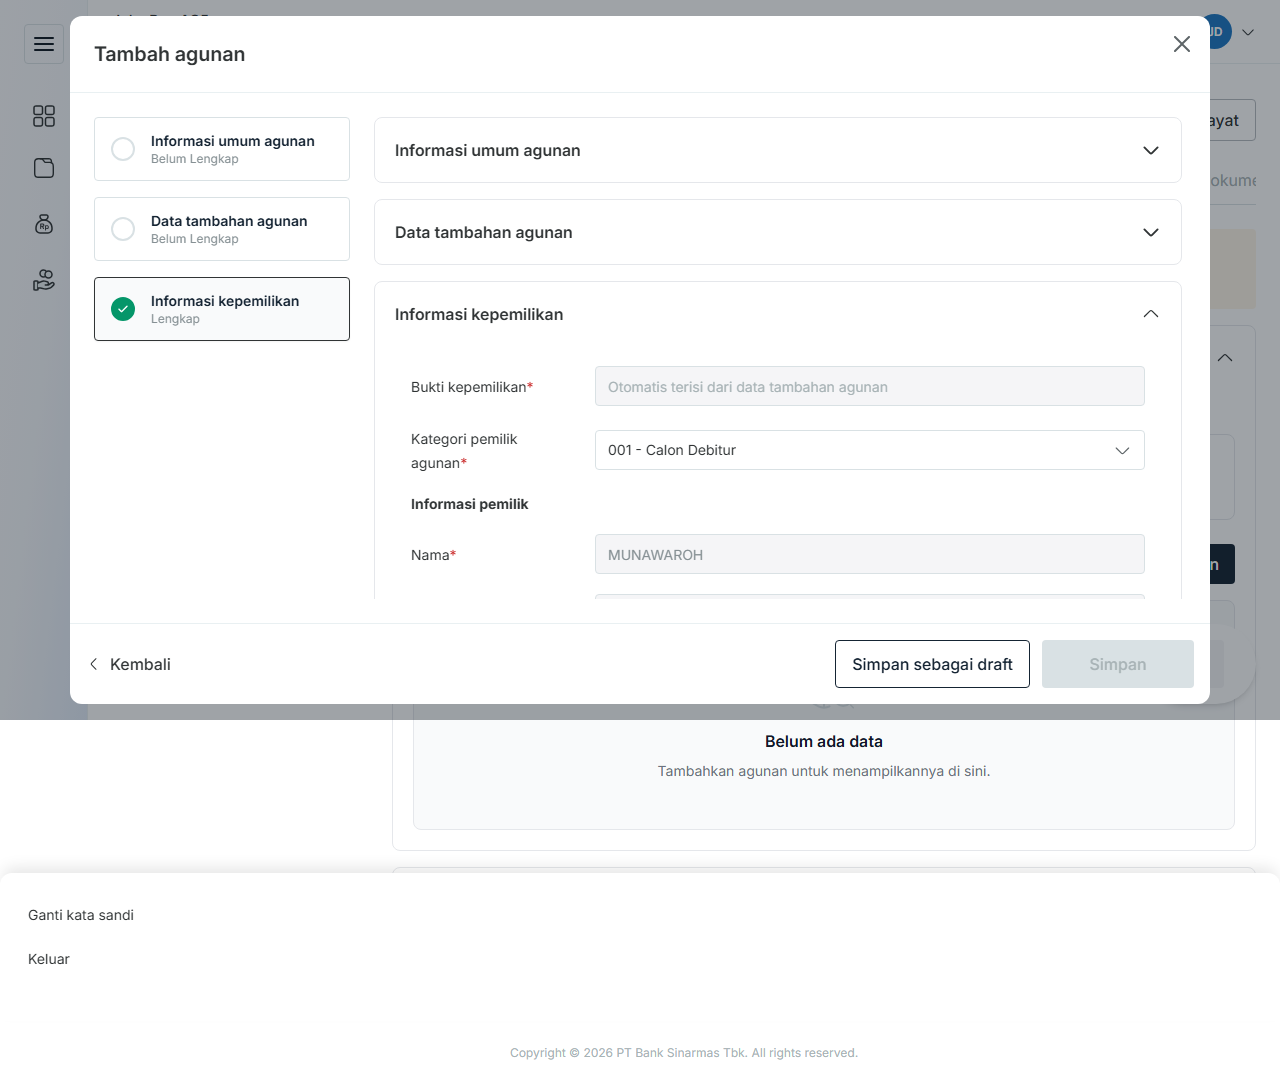 Tambah agunan
JD
ayat
Informasi umum agunan
Belum Lengkap
Data tambahan agunan
Belum Lengkap
Informasi kepemilikan
Lengkap
Informasi umum agunan
Data tambahan agunan
Informasi kepemilikan
Bukti kepemilikan*
Otomatis terisi dari data tambahan agunan
Kategori pemilik
agunan*
001 - Calon Debitur
Informasi pemilik
Nama*
MUNAWAROH
okume
n
Rp
Kembali
Simpan sebagai draft
Simpan
Belum ada data
Tambahkan agunan untuk menampilkannya di sini.
Ganti kata sandi
Keluar
Copyright © 2026 PT Bank Sinarmas Tbk. All rights reserved.